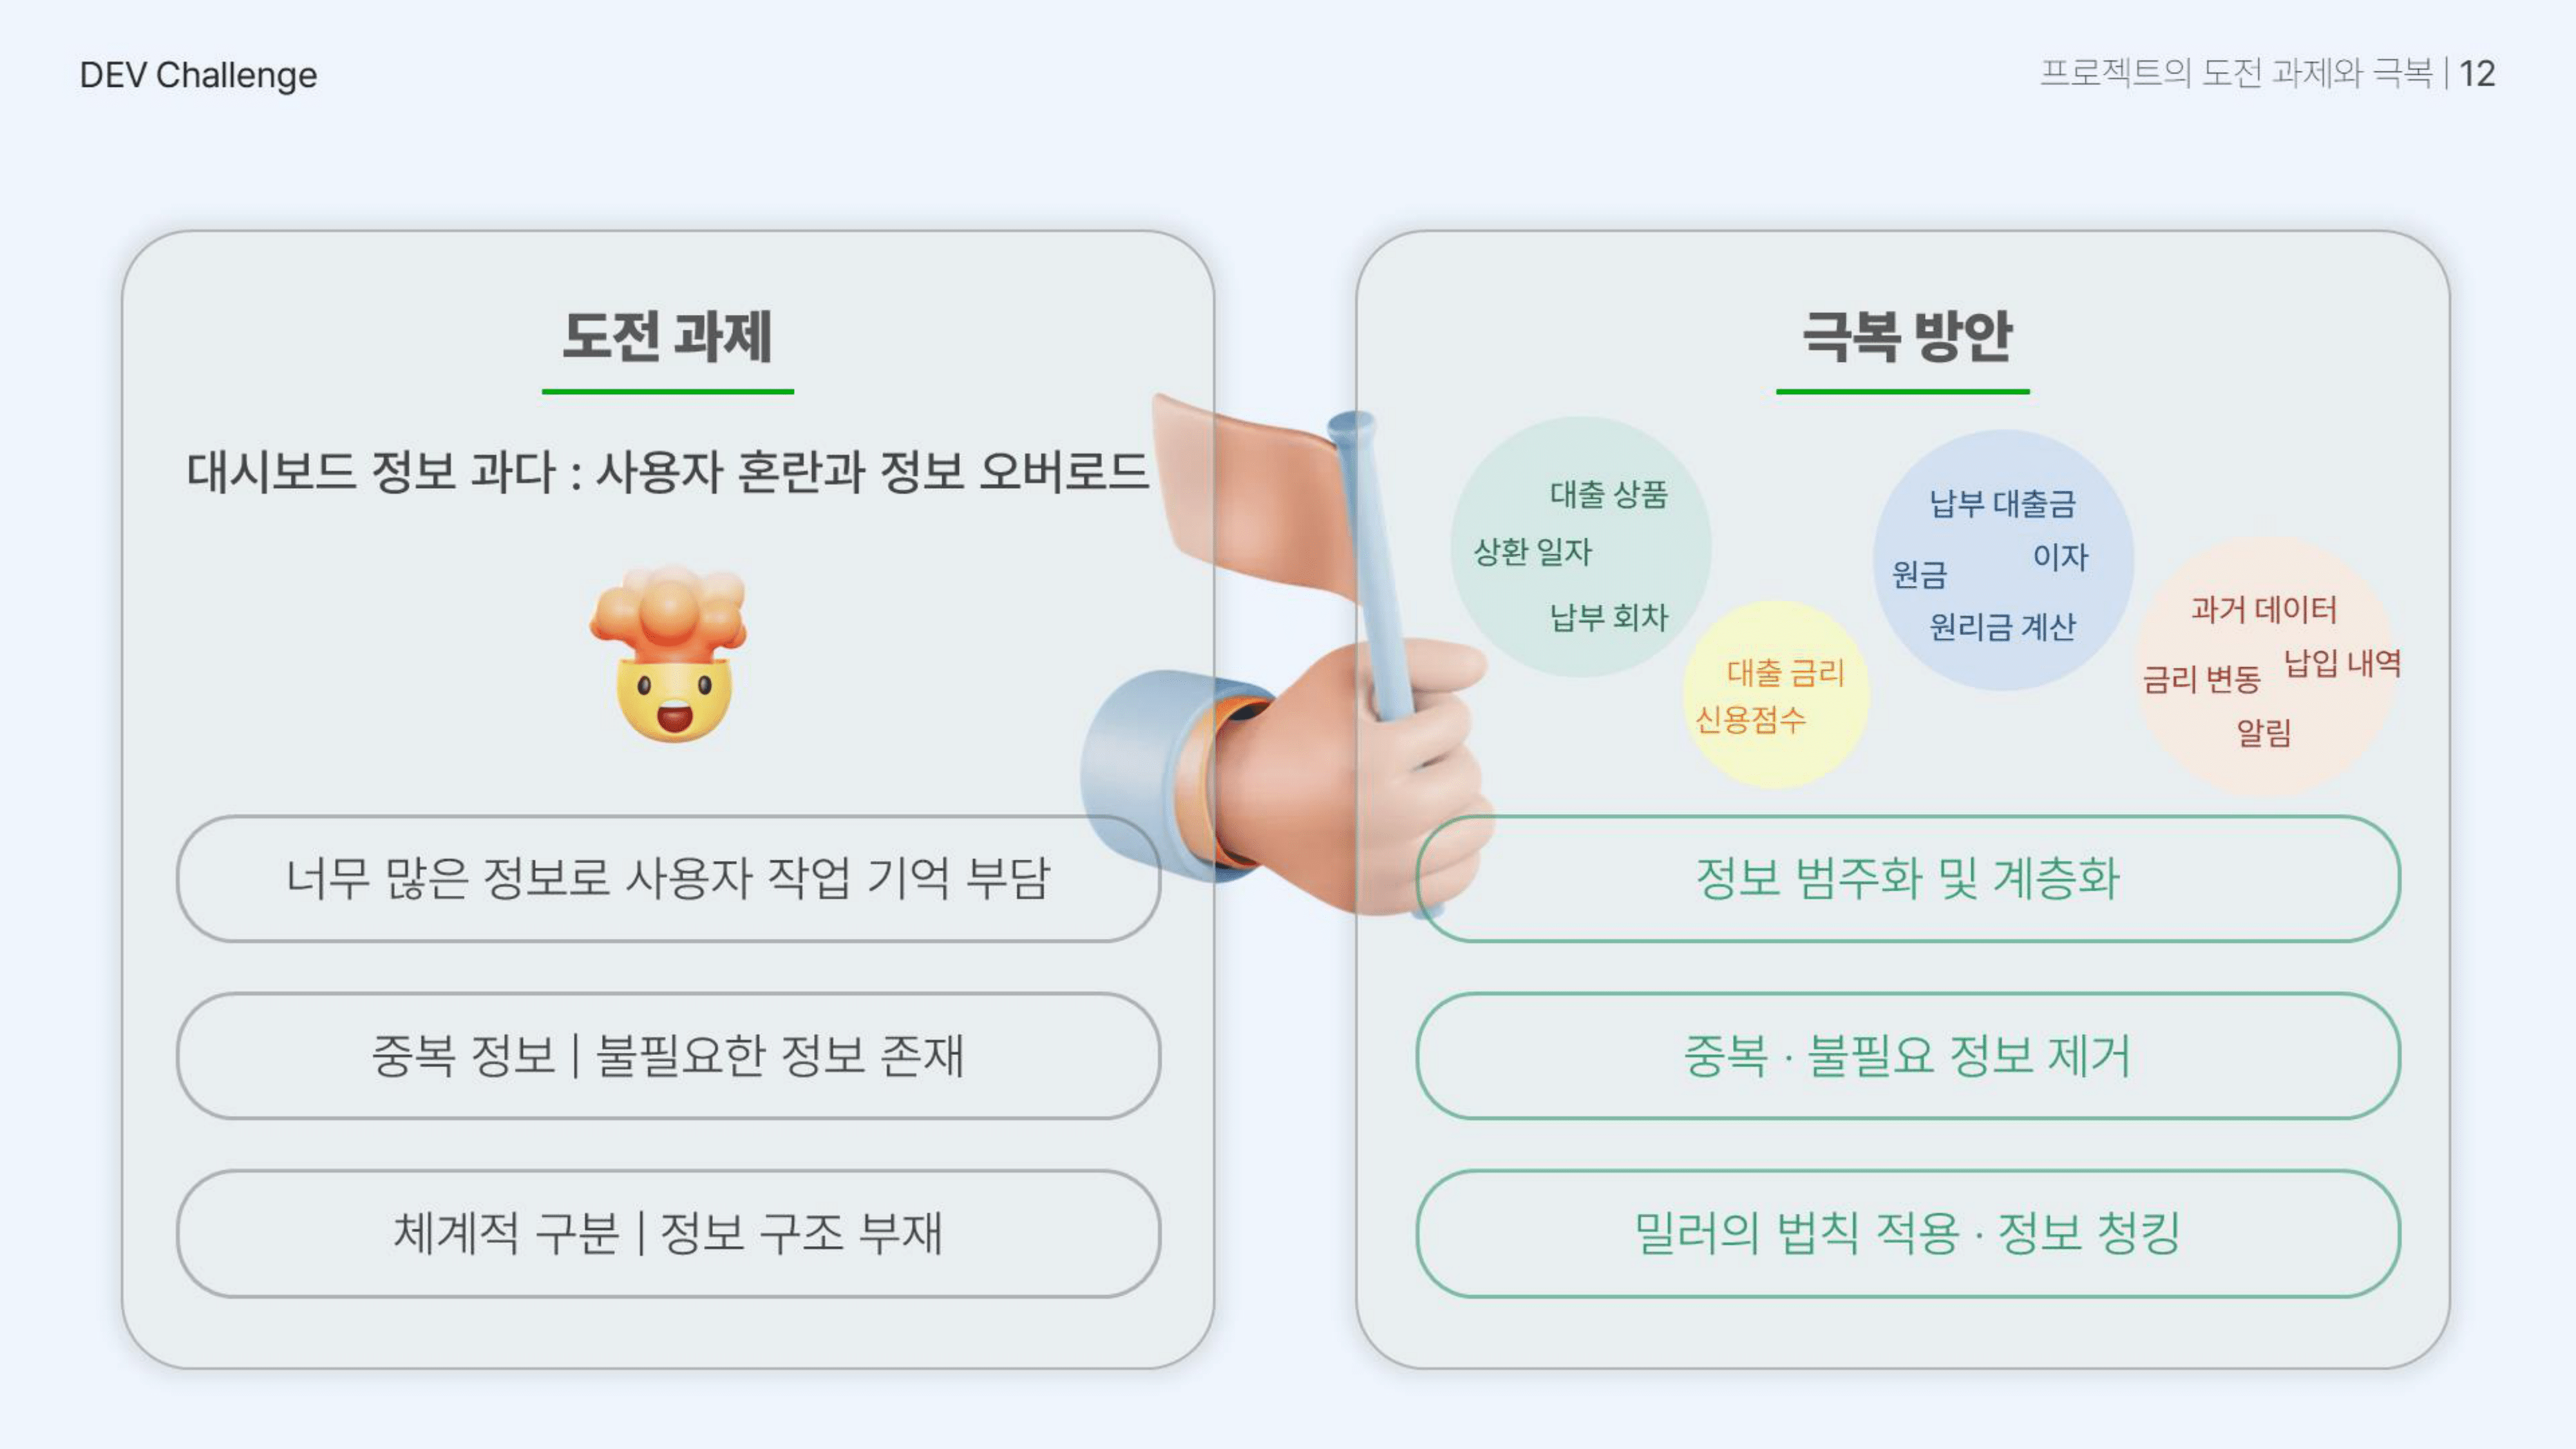 DEV Challenge
프로젝트의 도전 과제와 극복 | 12
도전 과제
대시보드 정보 과다 : 사용자 혼란과 정보 오버로드
너무 많은 정보로 사용자 작업 기억 부담
중복 정보 | 불필요한 정보 존재
체계적 구분 | 정보 구조 부재
극복 방안
대출 상품
상환 일자
납부 회차
대출 금리
신용점수
납부 대출금
이자
원금
원리금 계산
과거 데이터
납입 내역
금리 변동
알림
정보 범주화 및 계층화
중복 · 불필요 정보 제거
밀러의 법칙 적용 · 정보 청킹